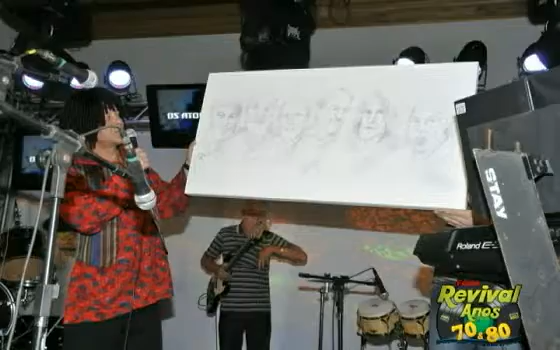 OS ATO
STAY
Roland E-
Revival
Anos
70&80